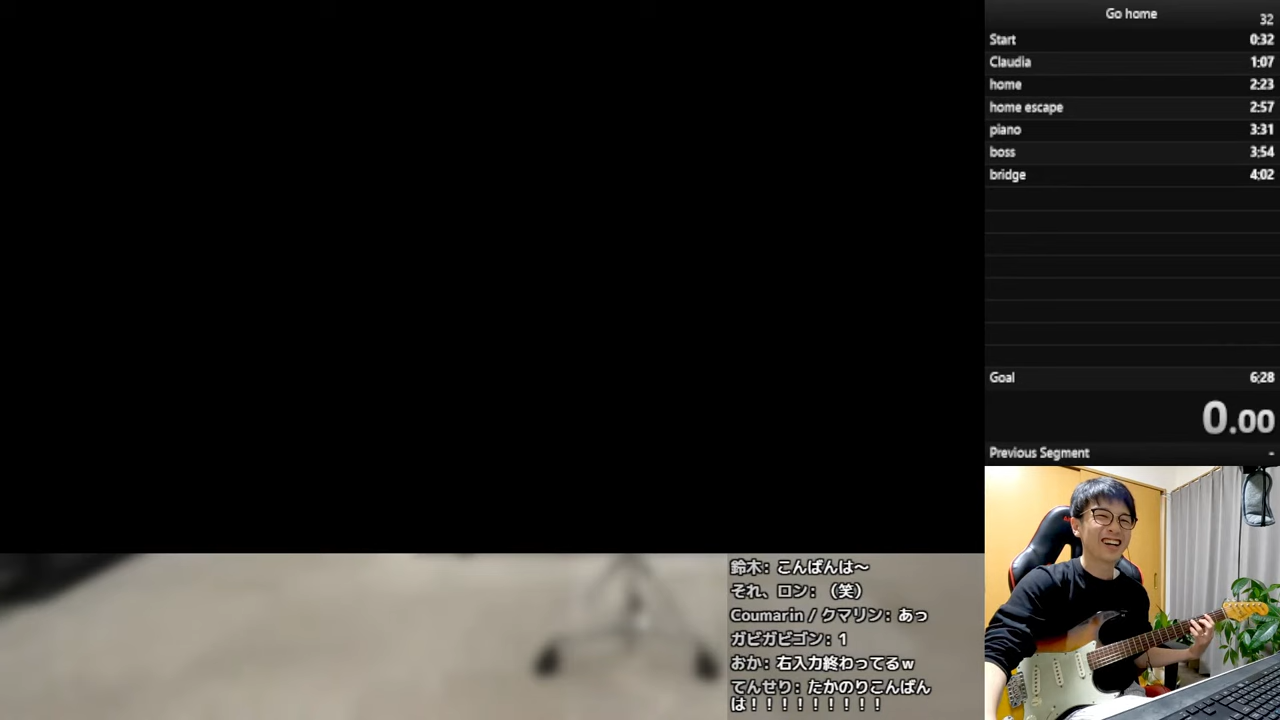 Go home
32
Start 0:32
Claudia 1:07
home 2:23
home escape 2:57
piano 3:31
boss 3:54
bridge 4:02
Goal 6:28
0.00
Previous Segment -
鈴木: こんばんは～
それ、ロン: （笑）
Coumarin / クマリン: あっ
ガビガビゴン: 1
おか: 右入力終わってるw
てんせり: たかのりこんばん
は！！！！！！！！！